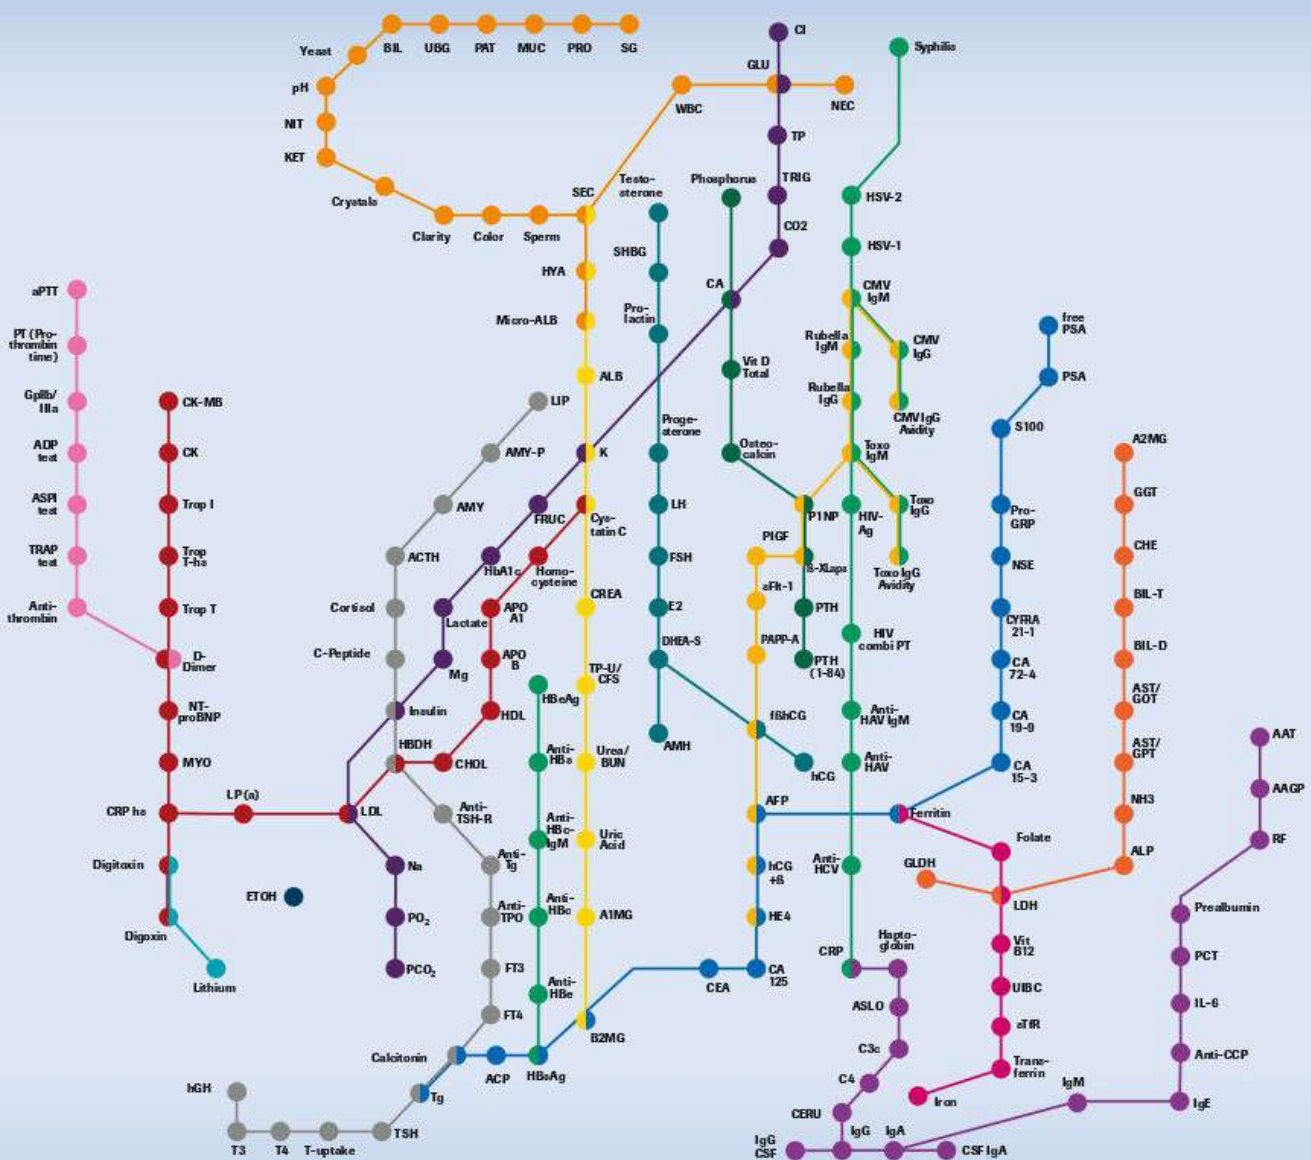 BIL
UBG
PAT
MUC
PRO
SG
Yeast
pH
NIT
KET
Crystals
Clarity
Color
Sperm
SEC
WBC
GLU
NEC
CI
TP
TRIG
CO2
CA
Syphilis
HSV-2
HSV-1
CMV
IgM
Rubella
IgM
CMV
IgG
Rubella
IgG
CMV IgG
Avidity
Toxo
IgM
Toxo
IgG
Toxo IgG
Avidity
HIV-
Ag
HIV
combi PT
Anti-
HAV IgM
Anti-
HAV
Anti-
HCV
CRP
Testo-
sterone
SHBG
Pro-
lactin
Proge-
sterone
LH
FSH
E2
DHEA-S
AMH
fßhCG
hCG
Phosphorus
Vit D
Total
Osteo-
calcin
P1NP
ß-XLaps
PTH
PTH
(1-84)
PlGF
sFlt-1
PAPP-A
AFP
hCG
+ß
HE4
CA
125
CEA
HYA
Micro-ALB
ALB
K
Cys-
tatin C
CREA
TP-U/
CFS
Urea/
BUN
Uric
Acid
A1MG
B2MG
aPTT
PT (Pro-
thrombin
time)
GpIIb/
IIIa
ADP
test
ASPI
test
TRAP
test
Anti-
thrombin
CK-MB
CK
Trop I
Trop
T-hs
Trop T
D-
Dimer
NT-
proBNP
MYO
CRP hs
LP (a)
LDL
Digitoxin
Digoxin
Lithium
ETOH
LIP
AMY-P
AMY
ACTH
Cortisol
C-Peptide
Insulin
HBDH
CHOL
HDL
APO
B
APO
A1
Homo-
cysteine
FRUC
HbA1c
Lactate
Mg
Na
PO2
PCO2
Anti-
TSH-R
Anti-
Tg
Anti-
TPO
FT3
FT4
Calcitonin
Tg
TSH
T-uptake
T4
T3
hGH
ACP
HBsAg
HBeAg
Anti-
HBs
Anti-
HBc-
IgM
Anti-
HBc
Anti-
HBe
free
PSA
PSA
S100
Pro-
GRP
NSE
CYFRA
21-1
CA
72-4
CA
19-9
CA
15-3
Ferritin
Folate
LDH
GLDH
Vit
B12
UIBC
sTfR
Trans-
ferrin
Iron
A2MG
GGT
CHE
BIL-T
BIL-D
AST/
GOT
AST/
GPT
NH3
ALP
AAT
AAGP
RF
Prealbumin
PCT
IL-6
Anti-CCP
IgE
IgM
Hapto-
globin
ASLO
C3c
C4
CERU
IgG
CSF
IgG
IgA
CSF IgA